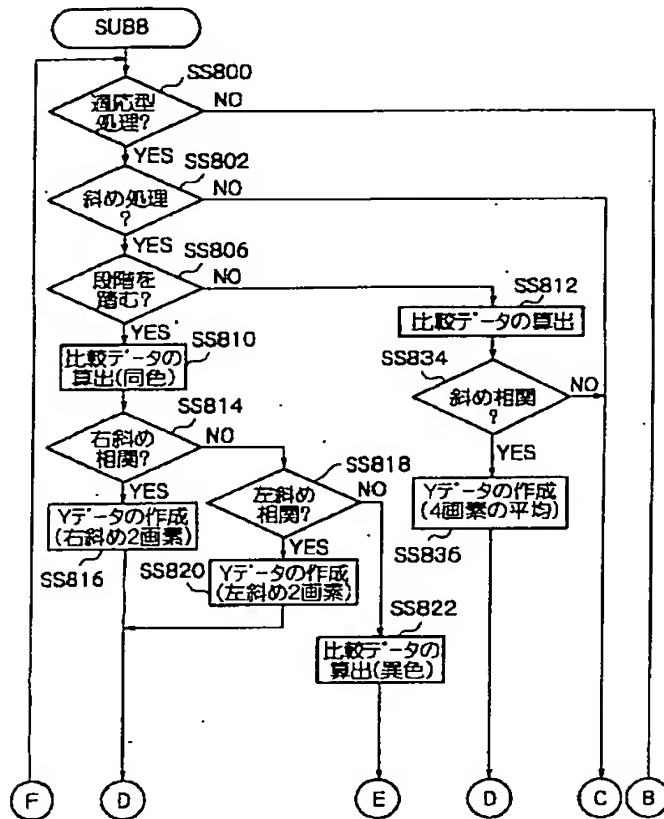 SUB8
SS800
適応型
処理?
NO
YES
SS802
斜め処理
?
NO
YES
SS806
段階を
踏む?
NO
YES
SS810
比較データの
算出(同色)
SS812
比較データの算出
SS834
斜め相関
?
NO
YES
SS814
右斜め
相関?
NO
YES
SS818
左斜め
相関?
NO
YES
Yデータの作成
(右斜め2画素)
SS816
SS820
Yデータの作成
(左斜め2画素)
Yデータの作成
(4画素の平均)
SS836
SS822
比較データの
算出(異色)
F
D
E
D
C
B